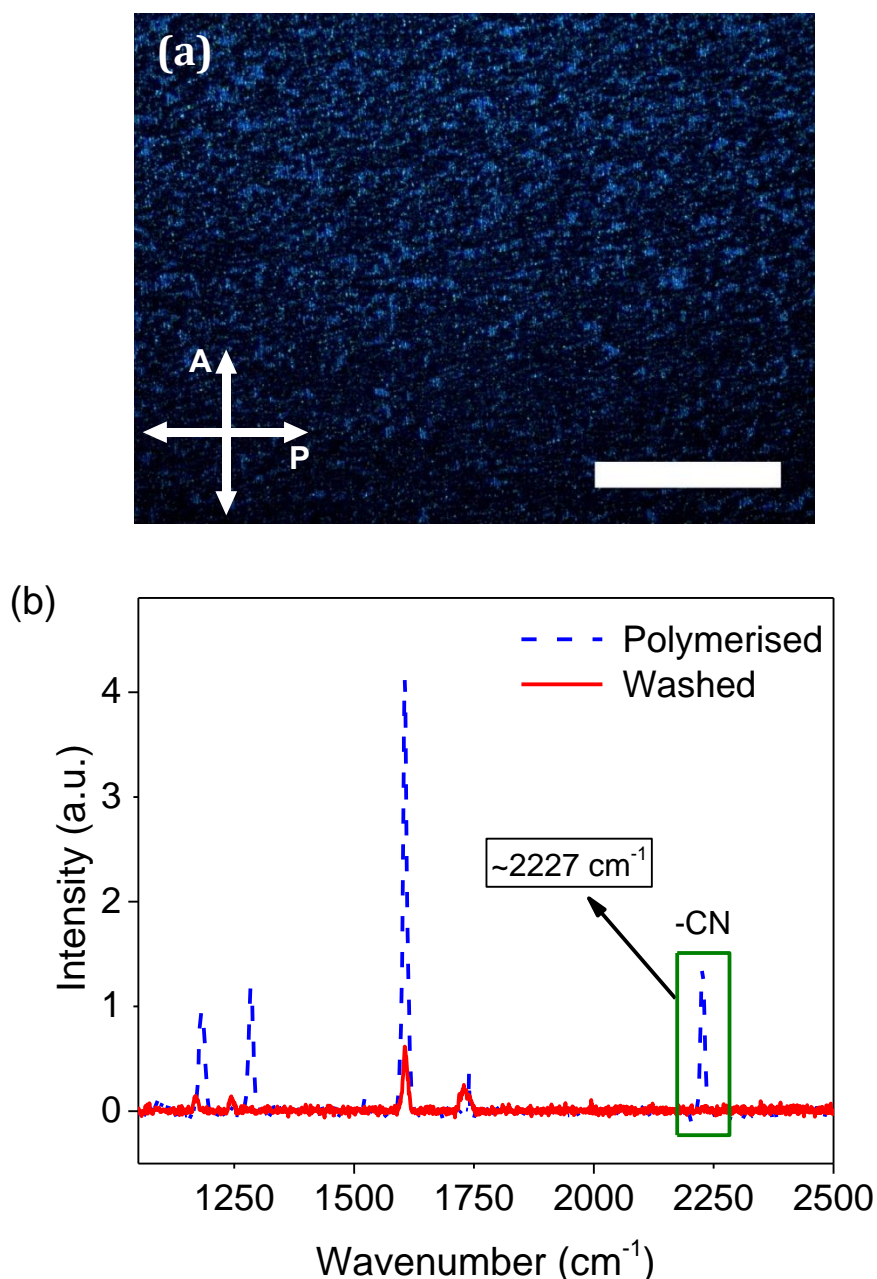 (a)
A
P
(b)
Polymerised
Washed
4
3
2
1
0
~2227 cm⁻¹
-CN
Intensity (a.u.)
1250 1500 1750 2000 2250 2500
Wavenumber (cm⁻¹)